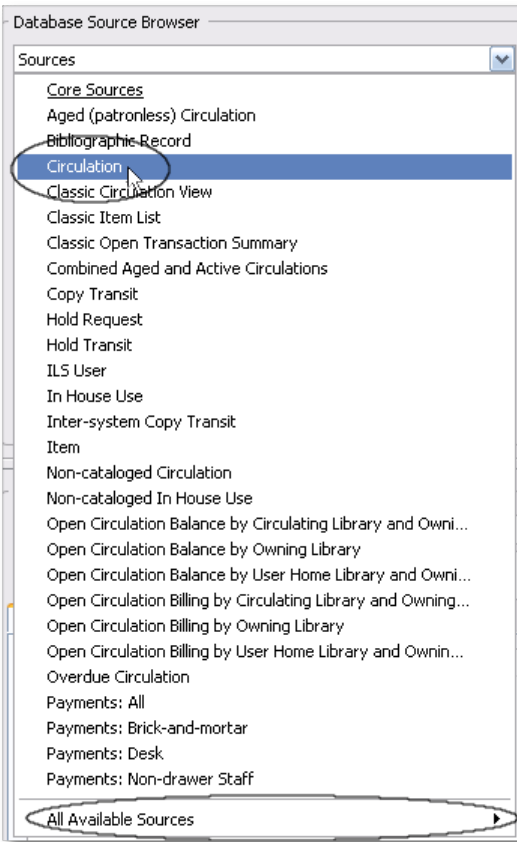 Database Source Browser
Sources
Core Sources
Aged (patronless) Circulation
Bibliographic Record
Circulation
Classic Circulation View
Classic Item List
Classic Open Transaction Summary
Combined Aged and Active Circulations
Copy Transit
Hold Request
Hold Transit
ILS User
In House Use
Inter-system Copy Transit
Item
Non-cataloged Circulation
Non-cataloged In House Use
Open Circulation Balance by Circulating Library and Owni...
Open Circulation Balance by Owning Library
Open Circulation Balance by User Home Library and Owni...
Open Circulation Billing by Circulating Library and Owning...
Open Circulation Billing by Owning Library
Open Circulation Billing by User Home Library and Ownin...
Overdue Circulation
Payments: All
Payments: Brick-and-mortar
Payments: Desk
Payments: Non-drawer Staff
All Available Sources